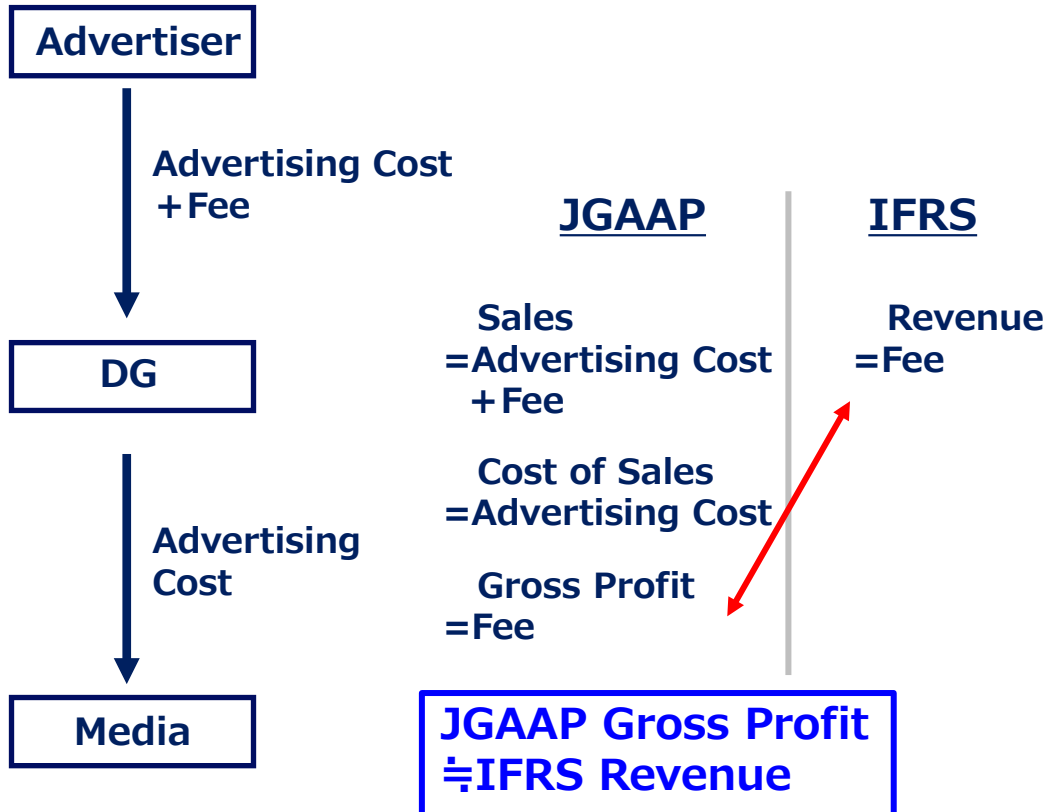 Advertiser
Advertising Cost
+Fee
DG
Advertising
Cost
Media
JGAAP
IFRS
Sales
=Advertising Cost
+Fee
Revenue
=Fee
Cost of Sales
=Advertising Cost
Gross Profit
=Fee
JGAAP Gross Profit
≒IFRS Revenue